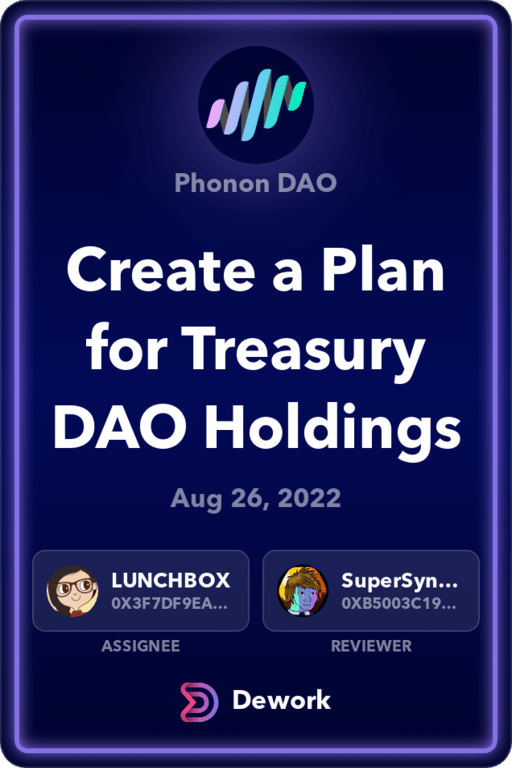 Phonon DAO
Create a Plan
for Treasury
DAO Holdings
Aug 26, 2022
LUNCHBOX
0X3F7DF9EA...
ASSIGNEE
SuperSyn...
0XB5003C19...
REVIEWER
Dework